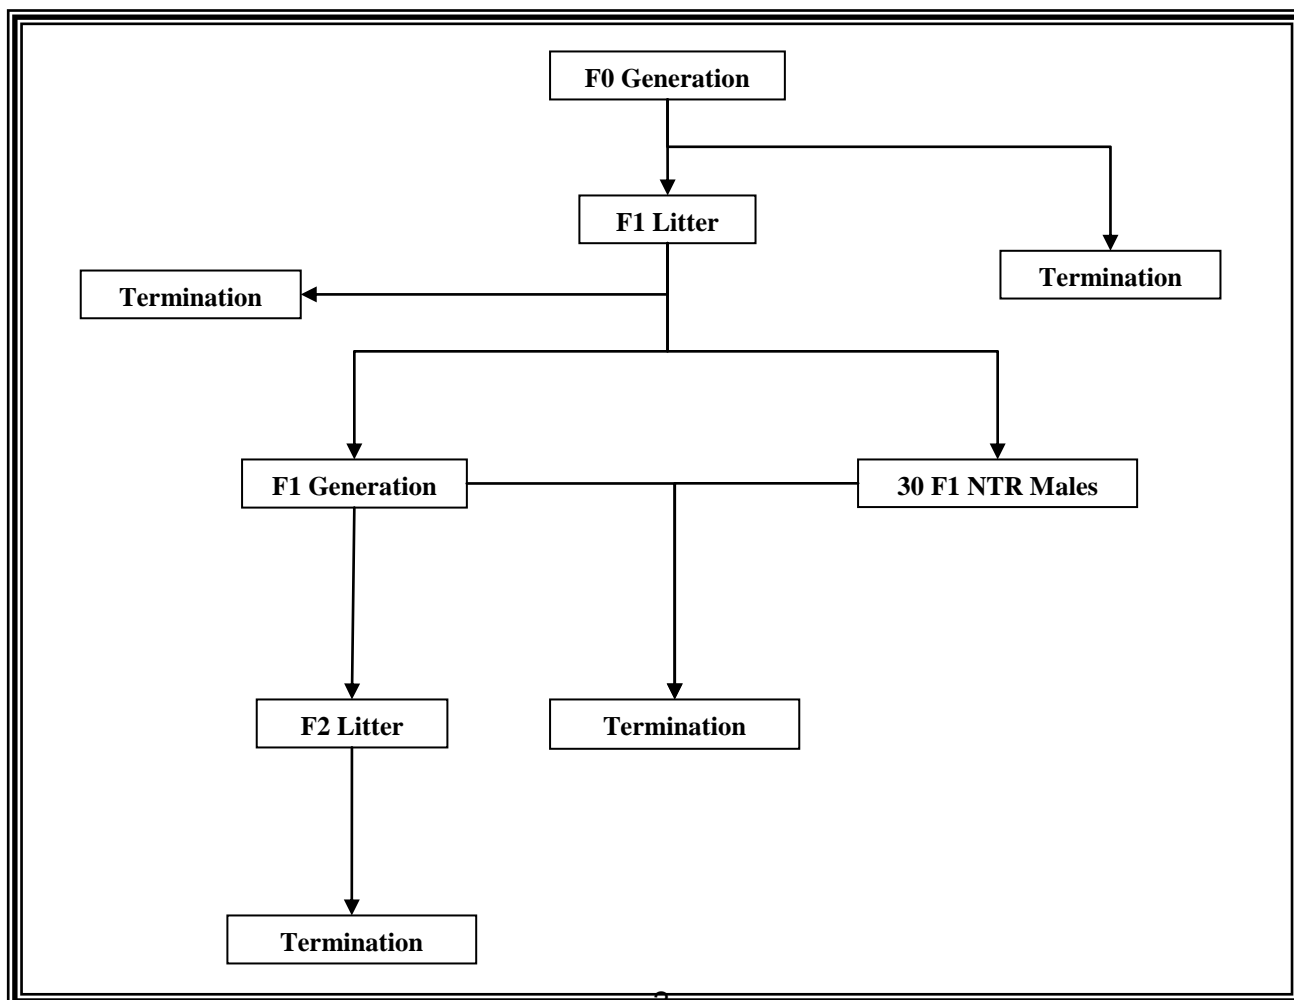 F0 Generation
F1 Litter
Termination
Termination
F1 Generation
30 F1 NTR Males
F2 Litter
Termination
Termination